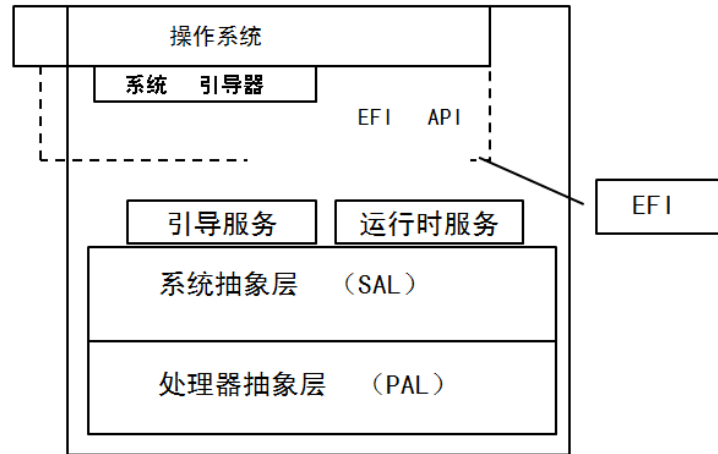 操作系统
系统 引导器
EFI API
EFI
引导服务 运行时服务
系统抽象层 （SAL）
处理器抽象层 （PAL）